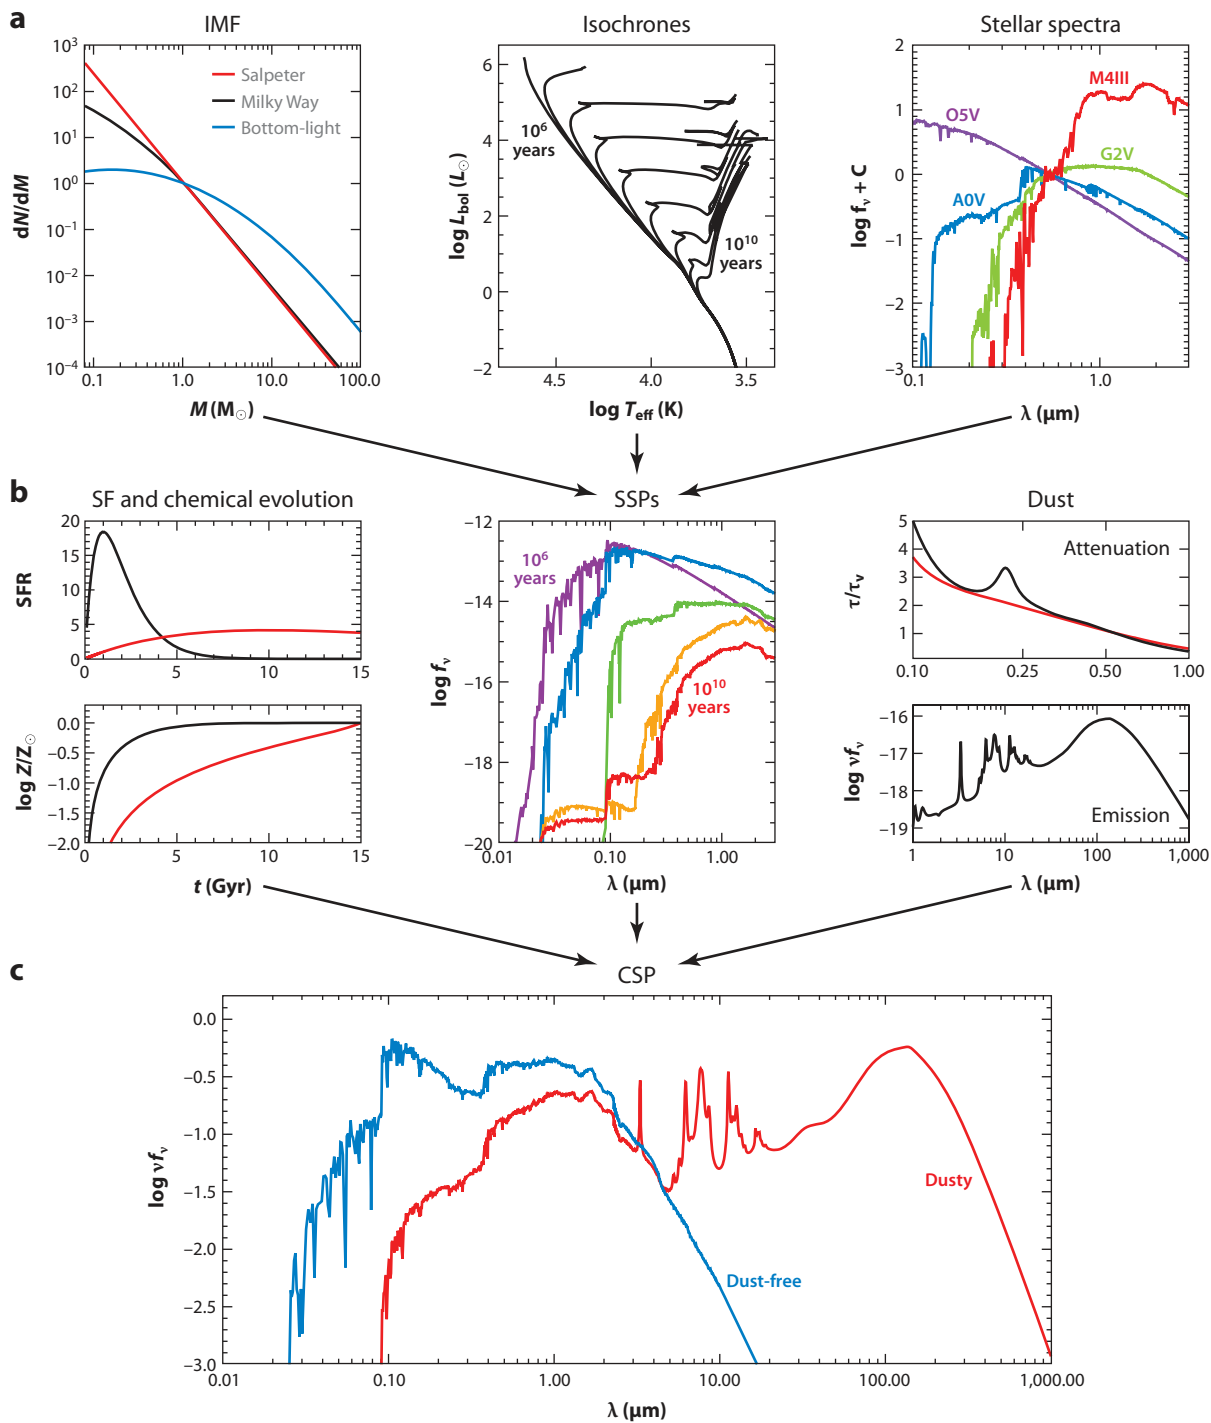 a
IMF
Isochrones
Stellar spectra
10³
10²
10¹
10⁰
10⁻¹
10⁻²
10⁻³
10⁻⁴
dN/dM
Salpeter
Milky Way
Bottom-light
0.1
1.0
10.0
100.0
M (M☉)
6
4
2
0
−2
log L_bol (L☉)
10⁶
years
10¹⁰
years
4.5
4.0
3.5
log T_eff (K)
2
1
0
−1
−2
−3
log f_ν + C
M4III
O5V
G2V
A0V
0.1
1.0
λ (μm)
b
SF and chemical evolution
SSPs
Dust
20
15
10
5
0
SFR
0
5
10
15
0.0
−0.5
−1.0
−1.5
−2.0
log Z/Z☉
0
5
10
15
t (Gyr)
−12
−14
−16
−18
−20
log f_ν
10⁶
years
10¹⁰
years
0.01
0.10
1.00
λ (μm)
5
4
3
2
1
τ/τ_v
Attenuation
0.10
0.25
0.50
1.00
−16
−17
−18
−19
log νf_ν
Emission
1
10
100
1,000
λ (μm)
c
CSP
0.0
−0.5
−1.0
−1.5
−2.0
−2.5
−3.0
log νf_ν
Dusty
Dust-free
0.01
0.10
1.00
10.00
100.00
1,000.00
λ (μm)